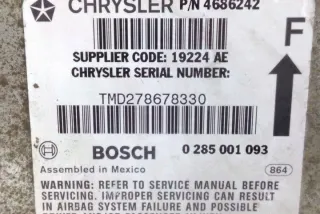 CHRYSLER P/N 4686242
F
SUPPLIER CODE: 19224 AE
CHRYSLER SERIAL NUMBER:
TMD278678330
BOSCH 0 285 001 093
Assembled in Mexico 864
WARNING: REFER TO SERVICE MANUAL BEFORE
SERVICING. IMPROPER SERVICING CAN RESULT
IN AIRBAG SYSTEM FAILURE AND POSSIBLE